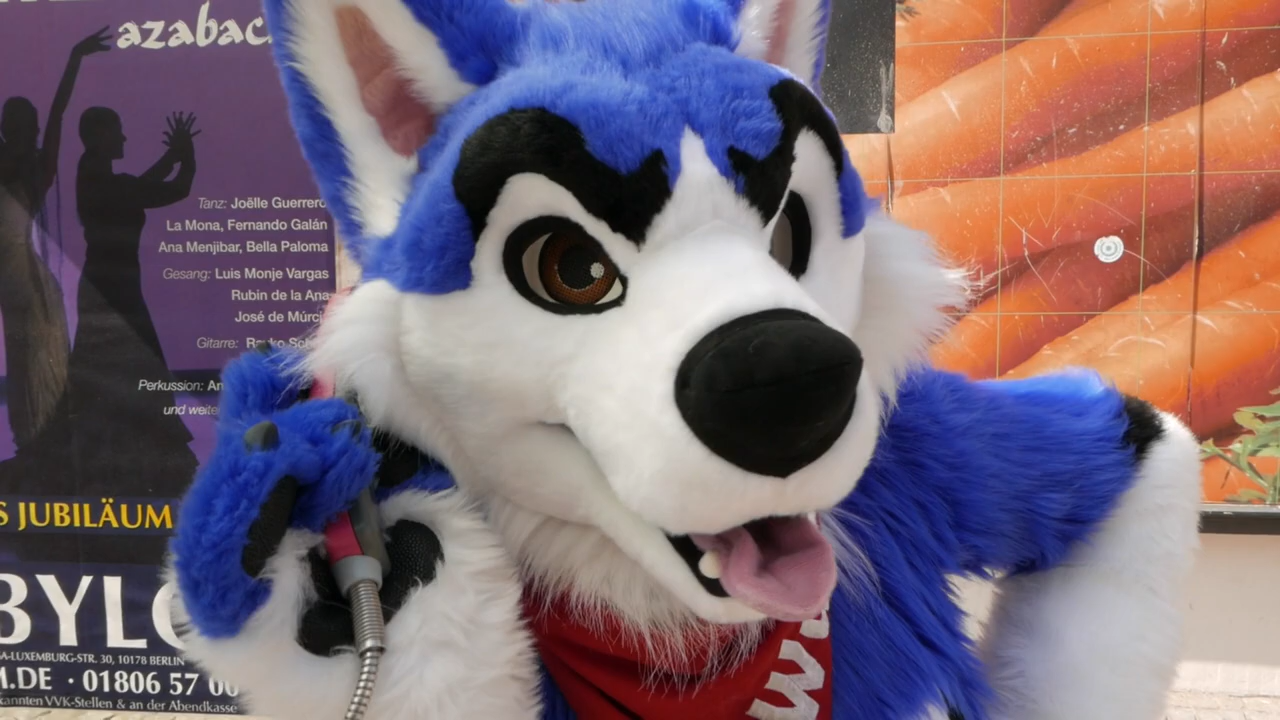 azabac
Tanz: Joëlle Guerrero
La Mona, Fernando Galán
Ana Menjibar, Bella Paloma
Gesang: Luis Monje Vargas
Rubin de la Ana
José de Múrci
Gitarre:
Perkussion: An
und weite
S JUBILÄUM
BYLO
A-LUXEMBURG-STR. 30, 10178 BERLIN
M.DE · 01806 57 00
kannten VVK-Stellen & an der Abendkasse